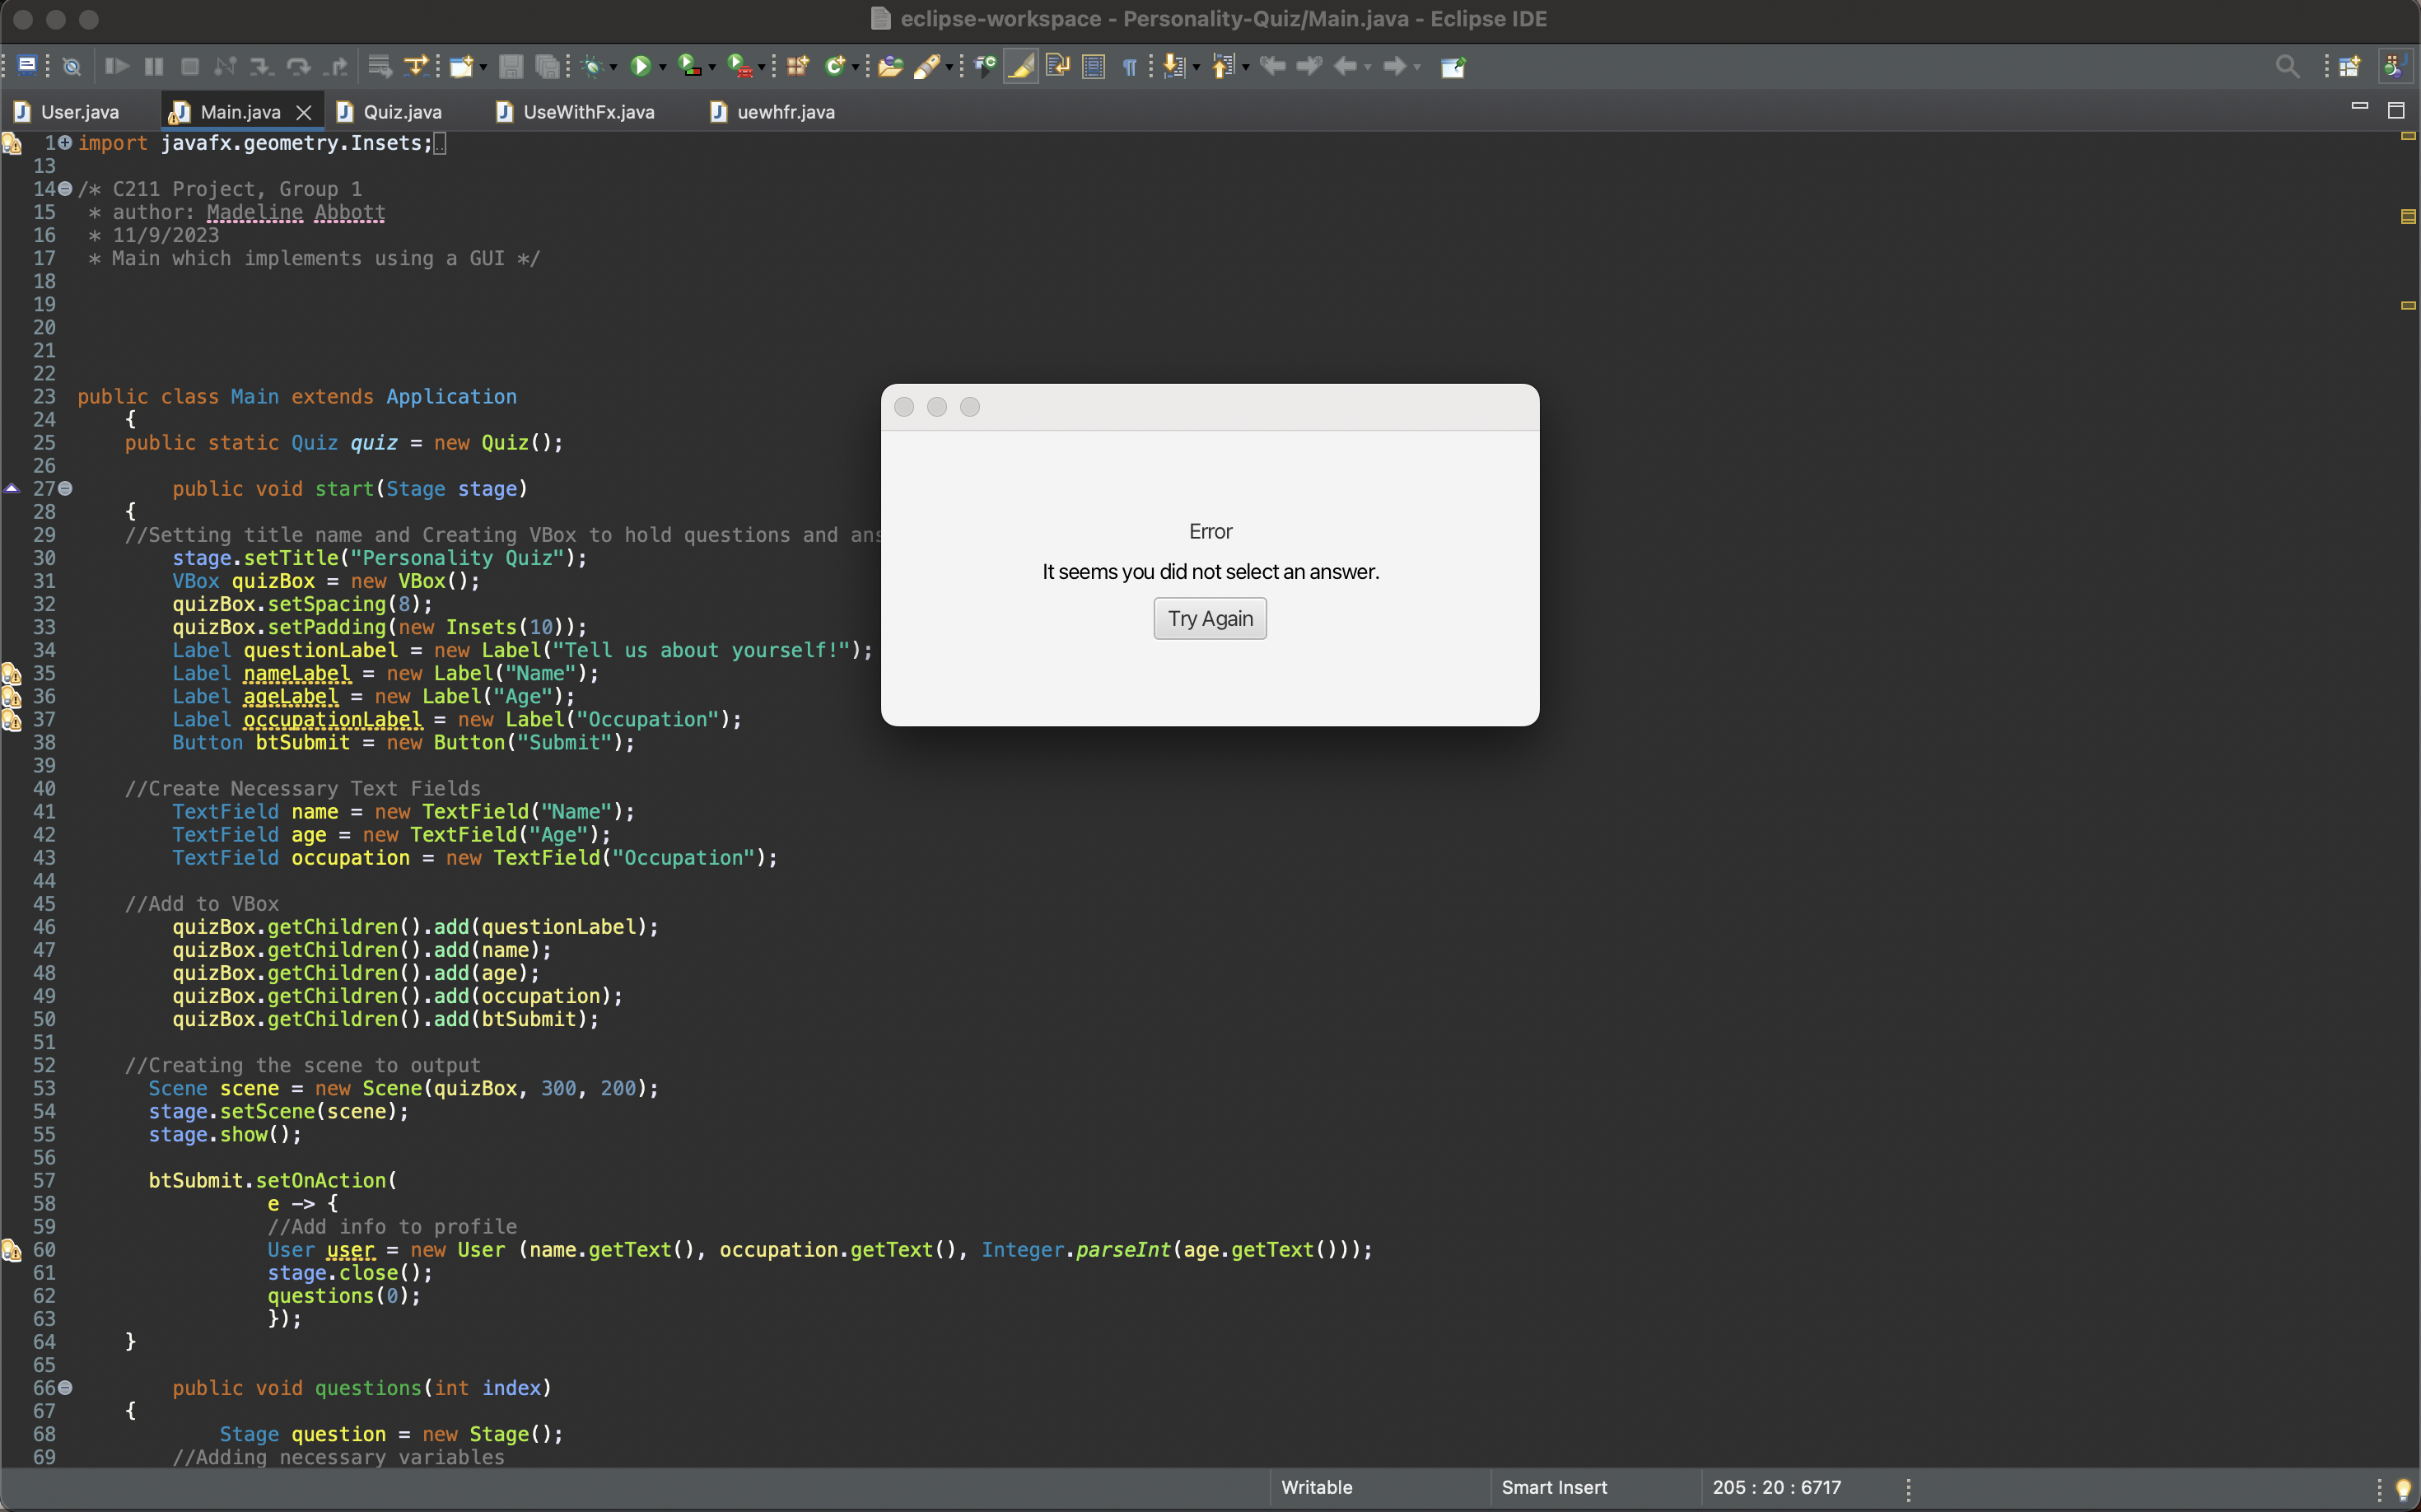 eclipse-workspace - Personality-Quiz/Main.java - Eclipse IDE
User.java
Main.java
Quiz.java
UseWithFx.java
uewhfr.java
1 import javafx.geometry.Insets;
13
14 /* C211 Project, Group 1
15 * author: Madeline Abbott
16 * 11/9/2023
17 * Main which implements using a GUI */
18
19
20
21
22
23 public class Main extends Application
24 {
25 public static Quiz quiz = new Quiz();
26
27 public void start(Stage stage)
28 {
29 //Setting title name and Creating VBox to hold questions and ans
30 stage.setTitle("Personality Quiz");
31 VBox quizBox = new VBox();
32 quizBox.setSpacing(8);
33 quizBox.setPadding(new Insets(10));
34 Label questionLabel = new Label("Tell us about yourself!");
35 Label nameLabel = new Label("Name");
36 Label ageLabel = new Label("Age");
37 Label occupationLabel = new Label("Occupation");
38 Button btSubmit = new Button("Submit");
39
40 //Create Necessary Text Fields
41 TextField name = new TextField("Name");
42 TextField age = new TextField("Age");
43 TextField occupation = new TextField("Occupation");
44
45 //Add to VBox
46 quizBox.getChildren().add(questionLabel);
47 quizBox.getChildren().add(name);
48 quizBox.getChildren().add(age);
49 quizBox.getChildren().add(occupation);
50 quizBox.getChildren().add(btSubmit);
51
52 //Creating the scene to output
53 Scene scene = new Scene(quizBox, 300, 200);
54 stage.setScene(scene);
55 stage.show();
56
57 btSubmit.setOnAction(
58 e -> {
59 //Add info to profile
60 User user = new User (name.getText(), occupation.getText(), Integer.parseInt(age.getText()));
61 stage.close();
62 questions(0);
63 });
64 }
65
66 public void questions(int index)
67 {
68 Stage question = new Stage();
69 //Adding necessary variables
Error
It seems you did not select an answer.
Try Again
Writable
Smart Insert
205 : 20 : 6717